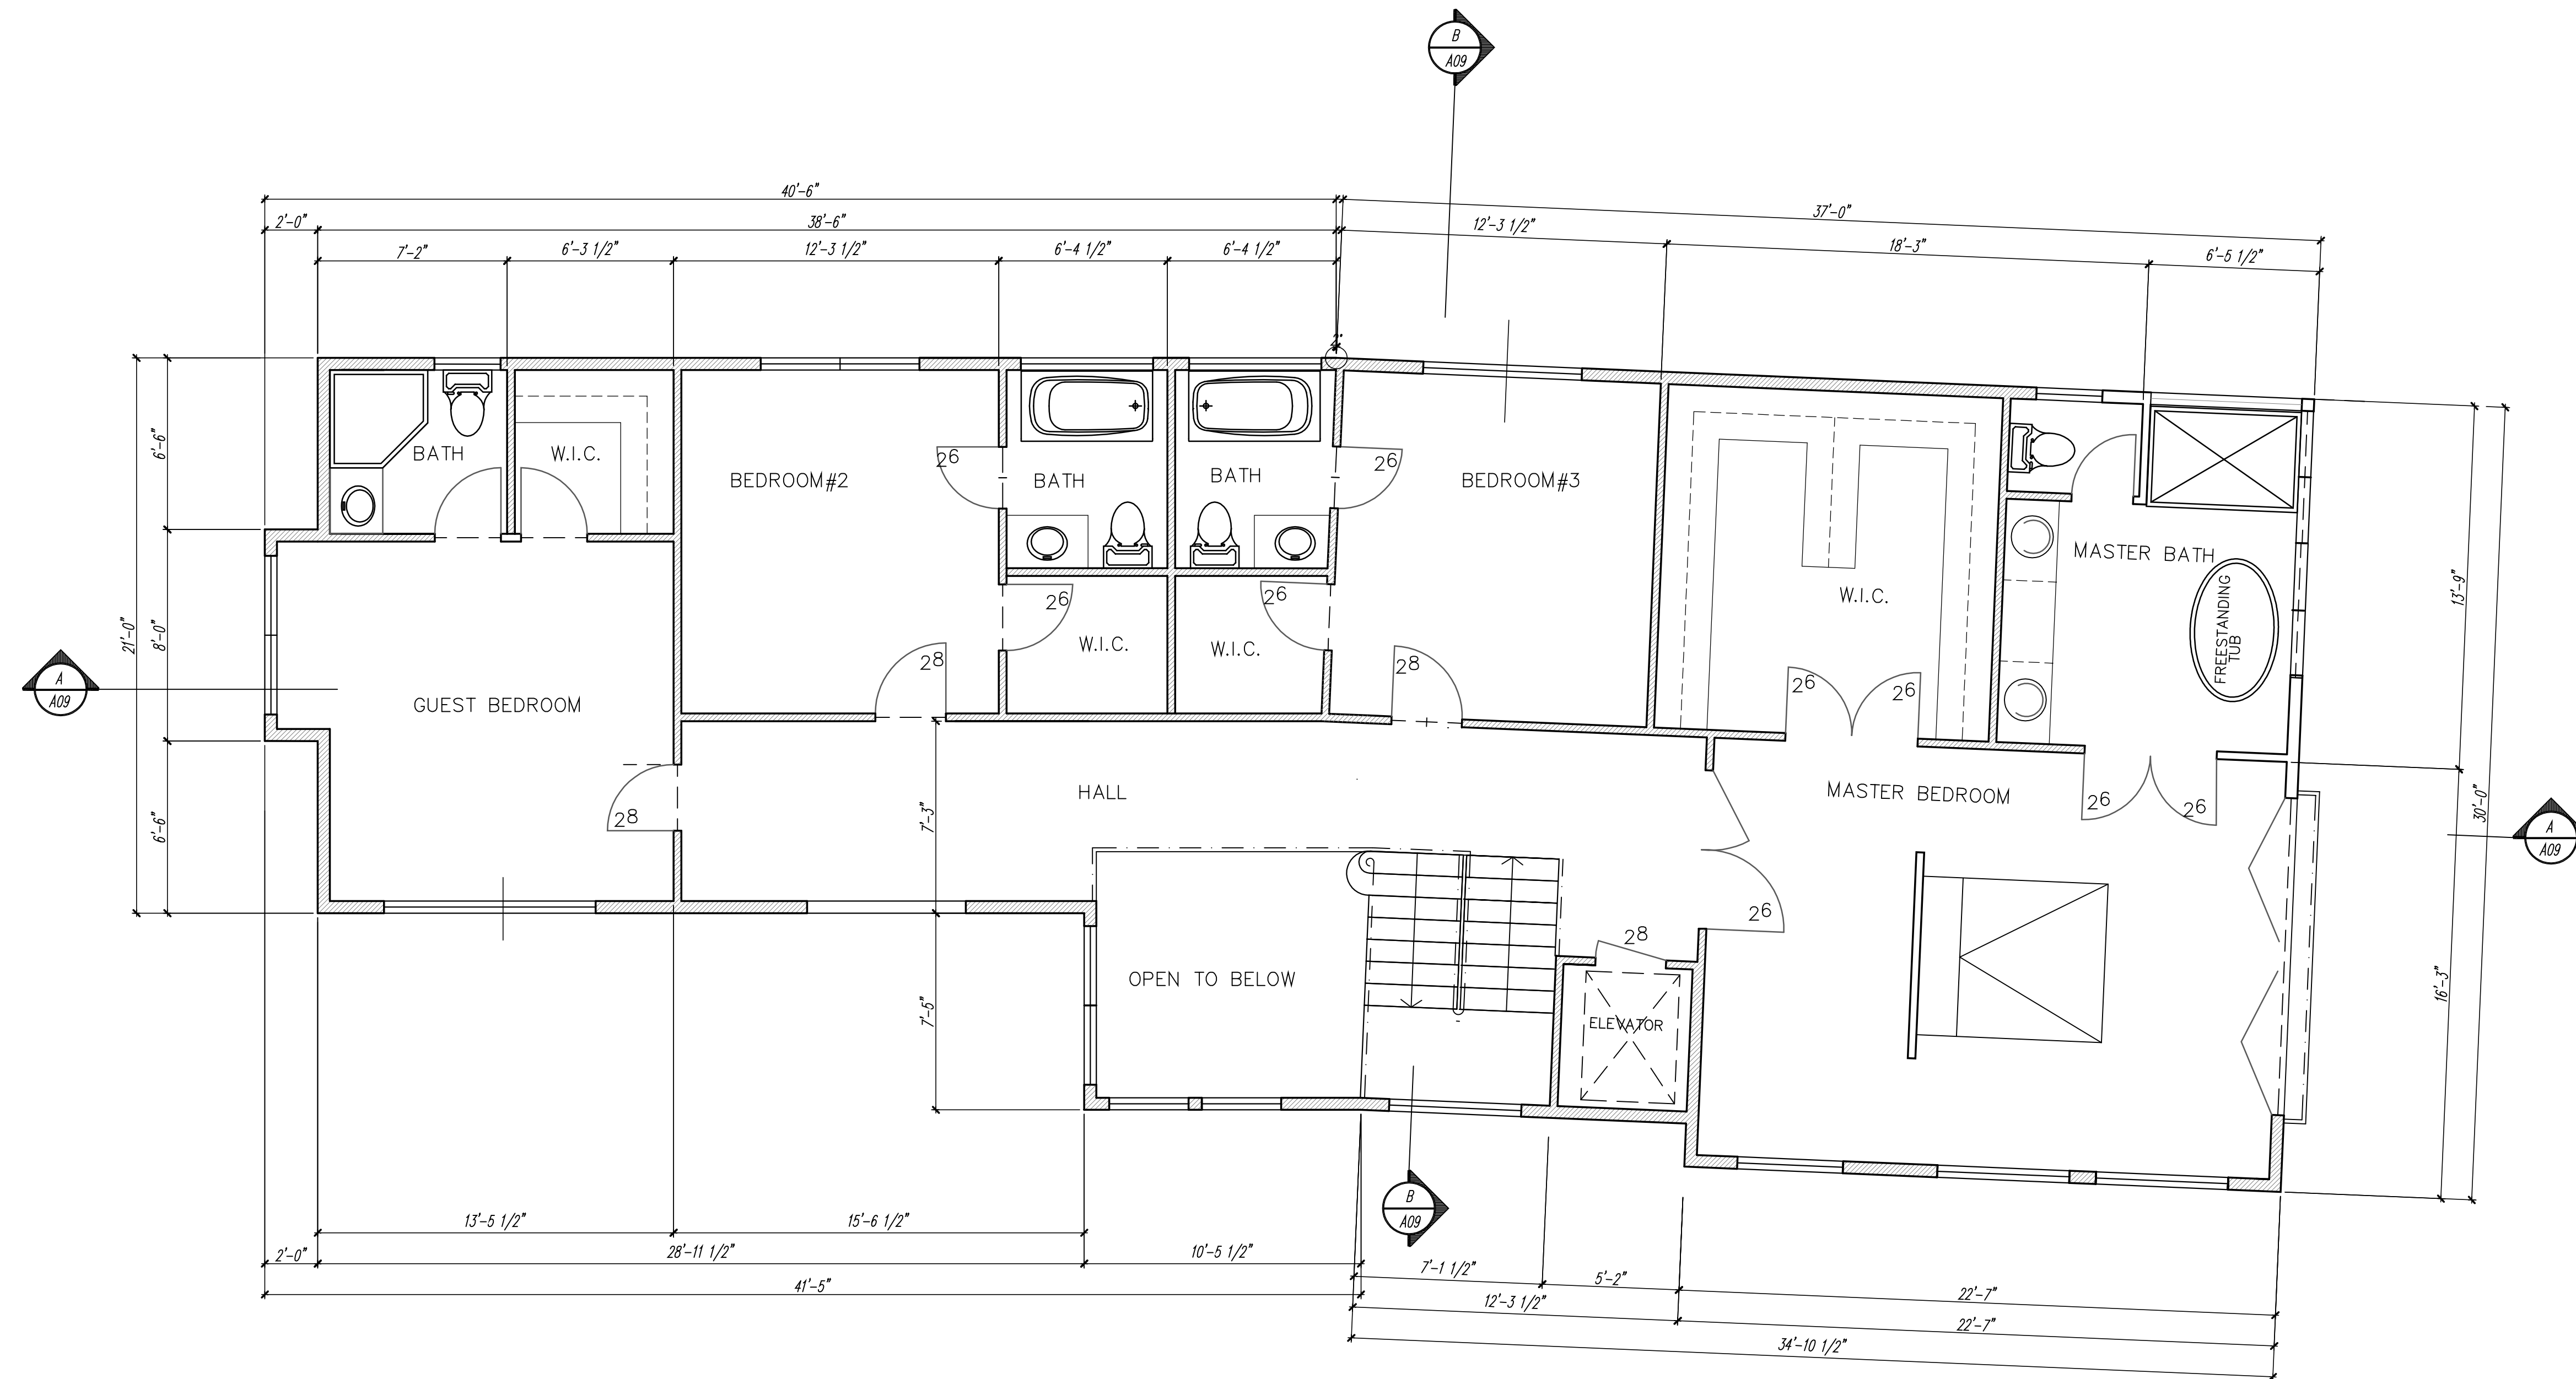 B
A09
40'-6"
37'-0"
2'-0"
38'-6"
12'-3 1/2"
18'-3"
6'-5 1/2"
7'-2"
6'-3 1/2"
12'-3 1/2"
6'-4 1/2"
6'-4 1/2"
2'
21'-0"
6'-6"
8'-0"
6'-6"
BATH
W.I.C.
BEDROOM#2
26
BATH
BATH
26
BEDROOM#3
W.I.C.
MASTER BATH
FREESTANDING
TUB
13'-9"
30'-0"
16'-3"
26
W.I.C.
26
W.I.C.
28
28
26
26
A
A09
GUEST BEDROOM
28
7'-3"
HALL
MASTER BEDROOM
26
26
A
A09
26
28
7'-5"
OPEN TO BELOW
ELEVATOR
B
A09
13'-5 1/2"
15'-6 1/2"
2'-0"
28'-11 1/2"
10'-5 1/2"
41'-5"
7'-1 1/2"
5'-2"
22'-7"
12'-3 1/2"
22'-7"
34'-10 1/2"